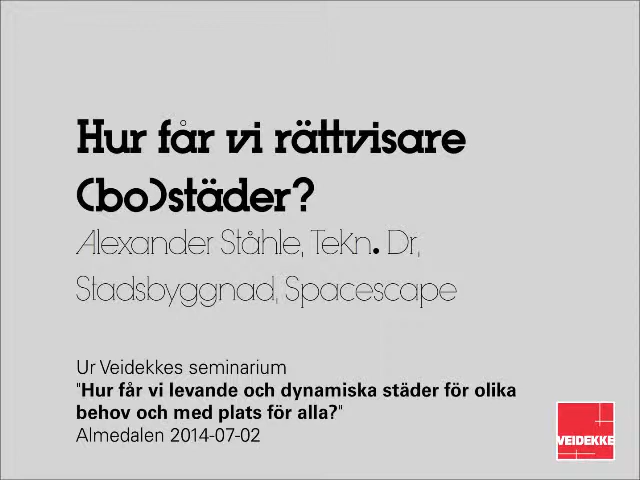 Hur får vi rättvisare
(bo)städer?
Alexander Ståhle, Tekn. Dr,
Stadsbyggnad, Spacescape
Ur Veidekkes seminarium
"Hur får vi levande och dynamiska städer för olika
behov och med plats för alla?"
Almedalen 2014-07-02
VEIDEKKE